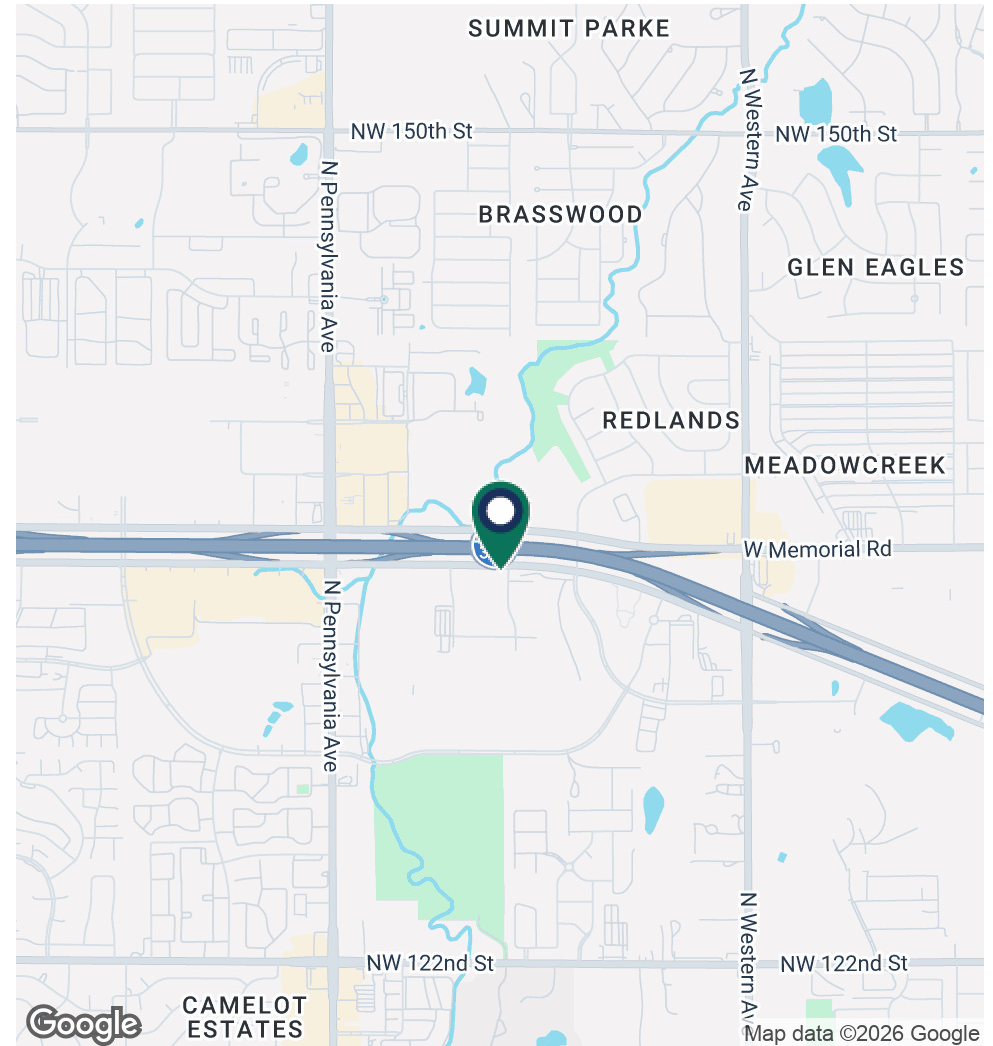 SUMMIT PARKE
N Western Ave
NW 150th St
NW 150th St
N Pennsylvania Ave
BRASSWOOD
GLEN EAGLES
REDLANDS
MEADOWCREEK
W Memorial Rd
N Pennsylvania Ave
N Western Ave
NW 122nd St
NW 122nd St
CAMELOT
ESTATES
Google
Map data ©2026 Google